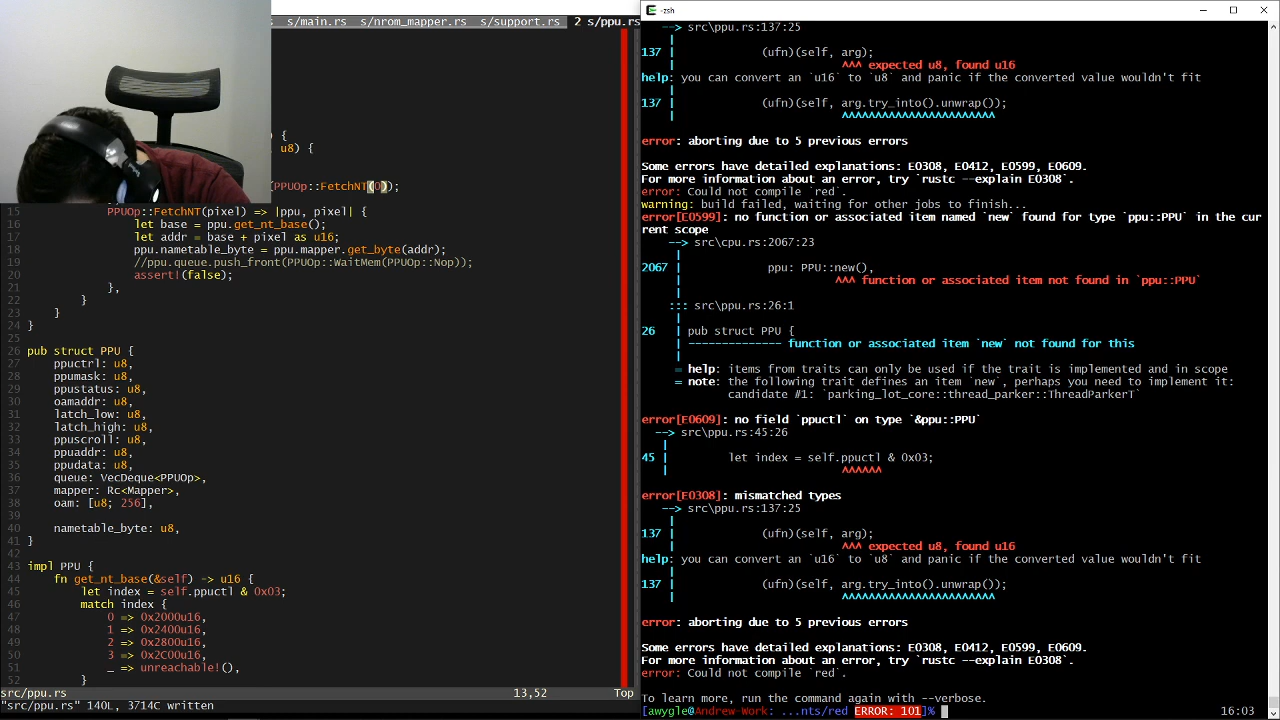 s/main.rs s/nrom_mapper.rs s/support.rs 2 s/ppu.rs
{
u8) {
(PPUOp::FetchNT(0));
15 PPUOp::FetchNT(pixel) => |ppu, pixel| {
16 let base = ppu.get_nt_base();
17 let addr = base + pixel as u16;
18 ppu.nametable_byte = ppu.mapper.get_byte(addr);
19 //ppu.queue.push_front(PPUOp::WaitMem(PPUOp::Nop));
20 assert!(false);
21 },
22 }
23 }
24 }
25
26 pub struct PPU {
27 ppuctrl: u8,
28 ppumask: u8,
29 ppustatus: u8,
30 oamaddr: u8,
31 latch_low: u8,
32 latch_high: u8,
33 ppuscroll: u8,
34 ppuaddr: u8,
35 ppudata: u8,
36 queue: VecDeque<PPUOp>,
37 mapper: Rc<Mapper>,
38 oam: [u8; 256],
39
40 nametable_byte: u8,
41 }
42
43 impl PPU {
44 fn get_nt_base(&self) -> u16 {
45 let index = self.ppuctl & 0x03;
46 match index {
47 0 => 0x2000u16,
48 1 => 0x2400u16,
49 2 => 0x2800u16,
50 3 => 0x2C00u16,
51 _ => unreachable!(),
52 }
src/ppu.rs 13,52 Top
"src/ppu.rs" 140L, 3714C written
-zsh
--> src\ppu.rs:137:25
|
137 | (ufn)(self, arg);
| ^^^ expected u8, found u16
help: you can convert an `u16` to `u8` and panic if the converted value wouldn't fit
|
137 | (ufn)(self, arg.try_into().unwrap());
| ^^^^^^^^^^^^^^^^^^^^^^^
error: aborting due to 5 previous errors
Some errors have detailed explanations: E0308, E0412, E0599, E0609.
For more information about an error, try `rustc --explain E0308`.
error: Could not compile `red`.
warning: build failed, waiting for other jobs to finish...
error[E0599]: no function or associated item named `new` found for type `ppu::PPU` in the cur
rent scope
--> src\cpu.rs:2067:23
|
2067 | ppu: PPU::new(),
| ^^^ function or associated item not found in `ppu::PPU`
|
::: src\ppu.rs:26:1
|
26 | pub struct PPU {
| -------------- function or associated item `new` not found for this
|
= help: items from traits can only be used if the trait is implemented and in scope
= note: the following trait defines an item `new`, perhaps you need to implement it:
candidate #1: `parking_lot_core::thread_parker::ThreadParkerT`
error[E0609]: no field `ppuctl` on type `&ppu::PPU`
--> src\ppu.rs:45:26
|
45 | let index = self.ppuctl & 0x03;
| ^^^^^^
error[E0308]: mismatched types
--> src\ppu.rs:137:25
|
137 | (ufn)(self, arg);
| ^^^ expected u8, found u16
help: you can convert an `u16` to `u8` and panic if the converted value wouldn't fit
|
137 | (ufn)(self, arg.try_into().unwrap());
| ^^^^^^^^^^^^^^^^^^^^^^^
error: aborting due to 5 previous errors
Some errors have detailed explanations: E0308, E0412, E0599, E0609.
For more information about an error, try `rustc --explain E0308`.
error: Could not compile `red`.
To learn more, run the command again with --verbose.
[awygle@Andrew-Work: ...nts/red ERROR: 101]% 16:03